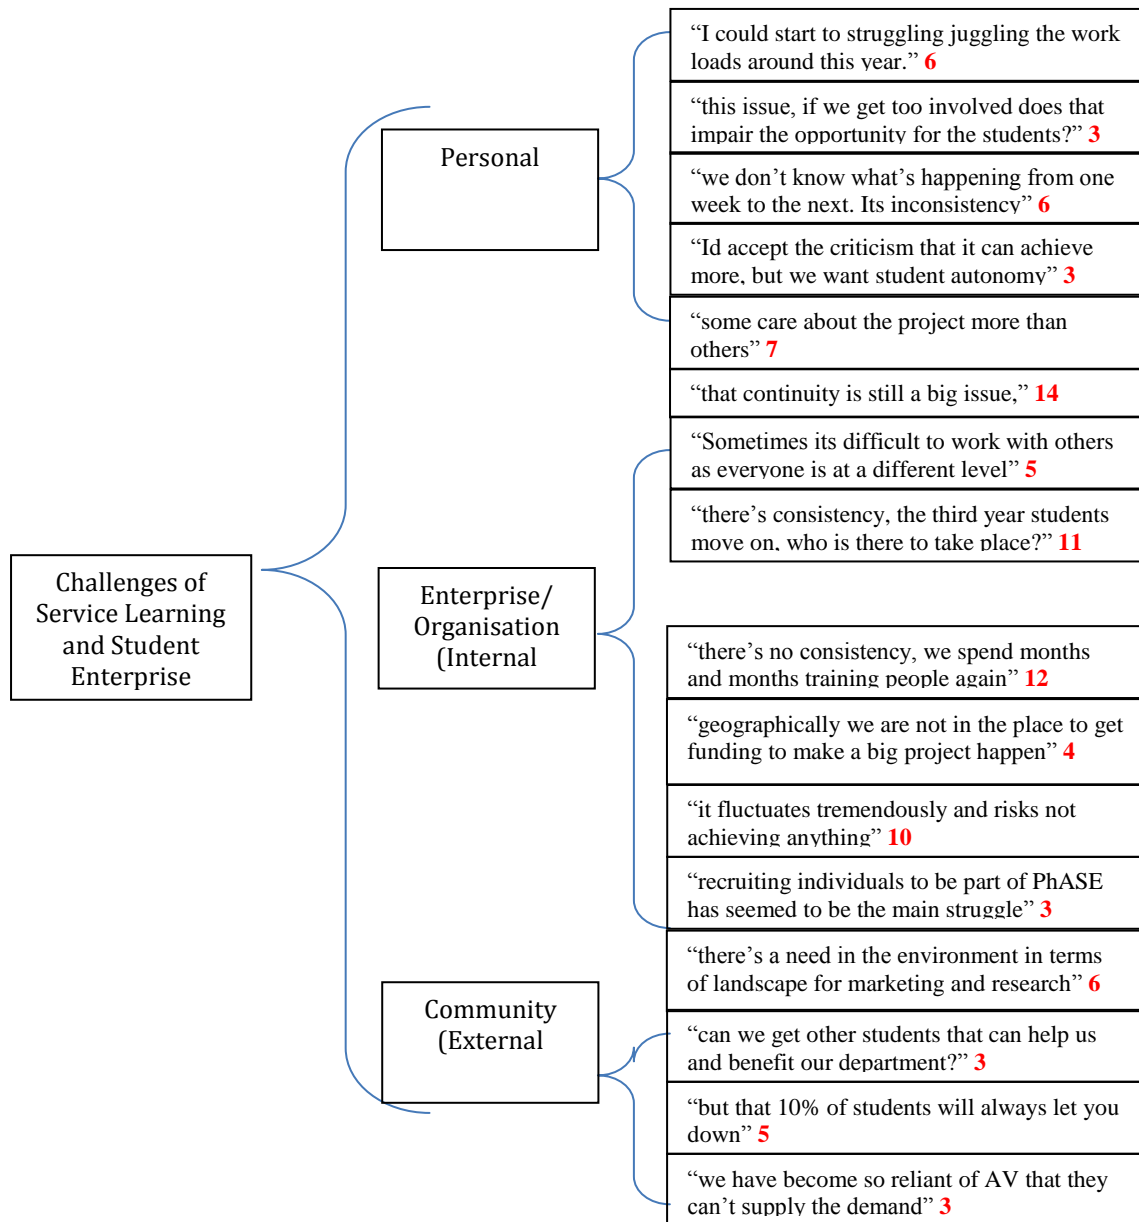 Challenges of
Service Learning
and Student
Enterprise
Personal
Enterprise/
Organisation
(Internal
Community
(External
“I could start to struggling juggling the work
loads around this year.” 6
“this issue, if we get too involved does that
impair the opportunity for the students?” 3
“we don’t know what’s happening from one
week to the next. Its inconsistency” 6
“Id accept the criticism that it can achieve
more, but we want student autonomy” 3
“some care about the project more than
others” 7
“that continuity is still a big issue,” 14
“Sometimes its difficult to work with others
as everyone is at a different level” 5
“there’s consistency, the third year students
move on, who is there to take place?” 11
“there’s no consistency, we spend months
and months training people again” 12
“geographically we are not in the place to get
funding to make a big project happen” 4
“it fluctuates tremendously and risks not
achieving anything” 10
“recruiting individuals to be part of PhASE
has seemed to be the main struggle” 3
“there’s a need in the environment in terms
of landscape for marketing and research” 6
“can we get other students that can help us
and benefit our department?” 3
“but that 10% of students will always let you
down” 5
“we have become so reliant of AV that they
can’t supply the demand” 3